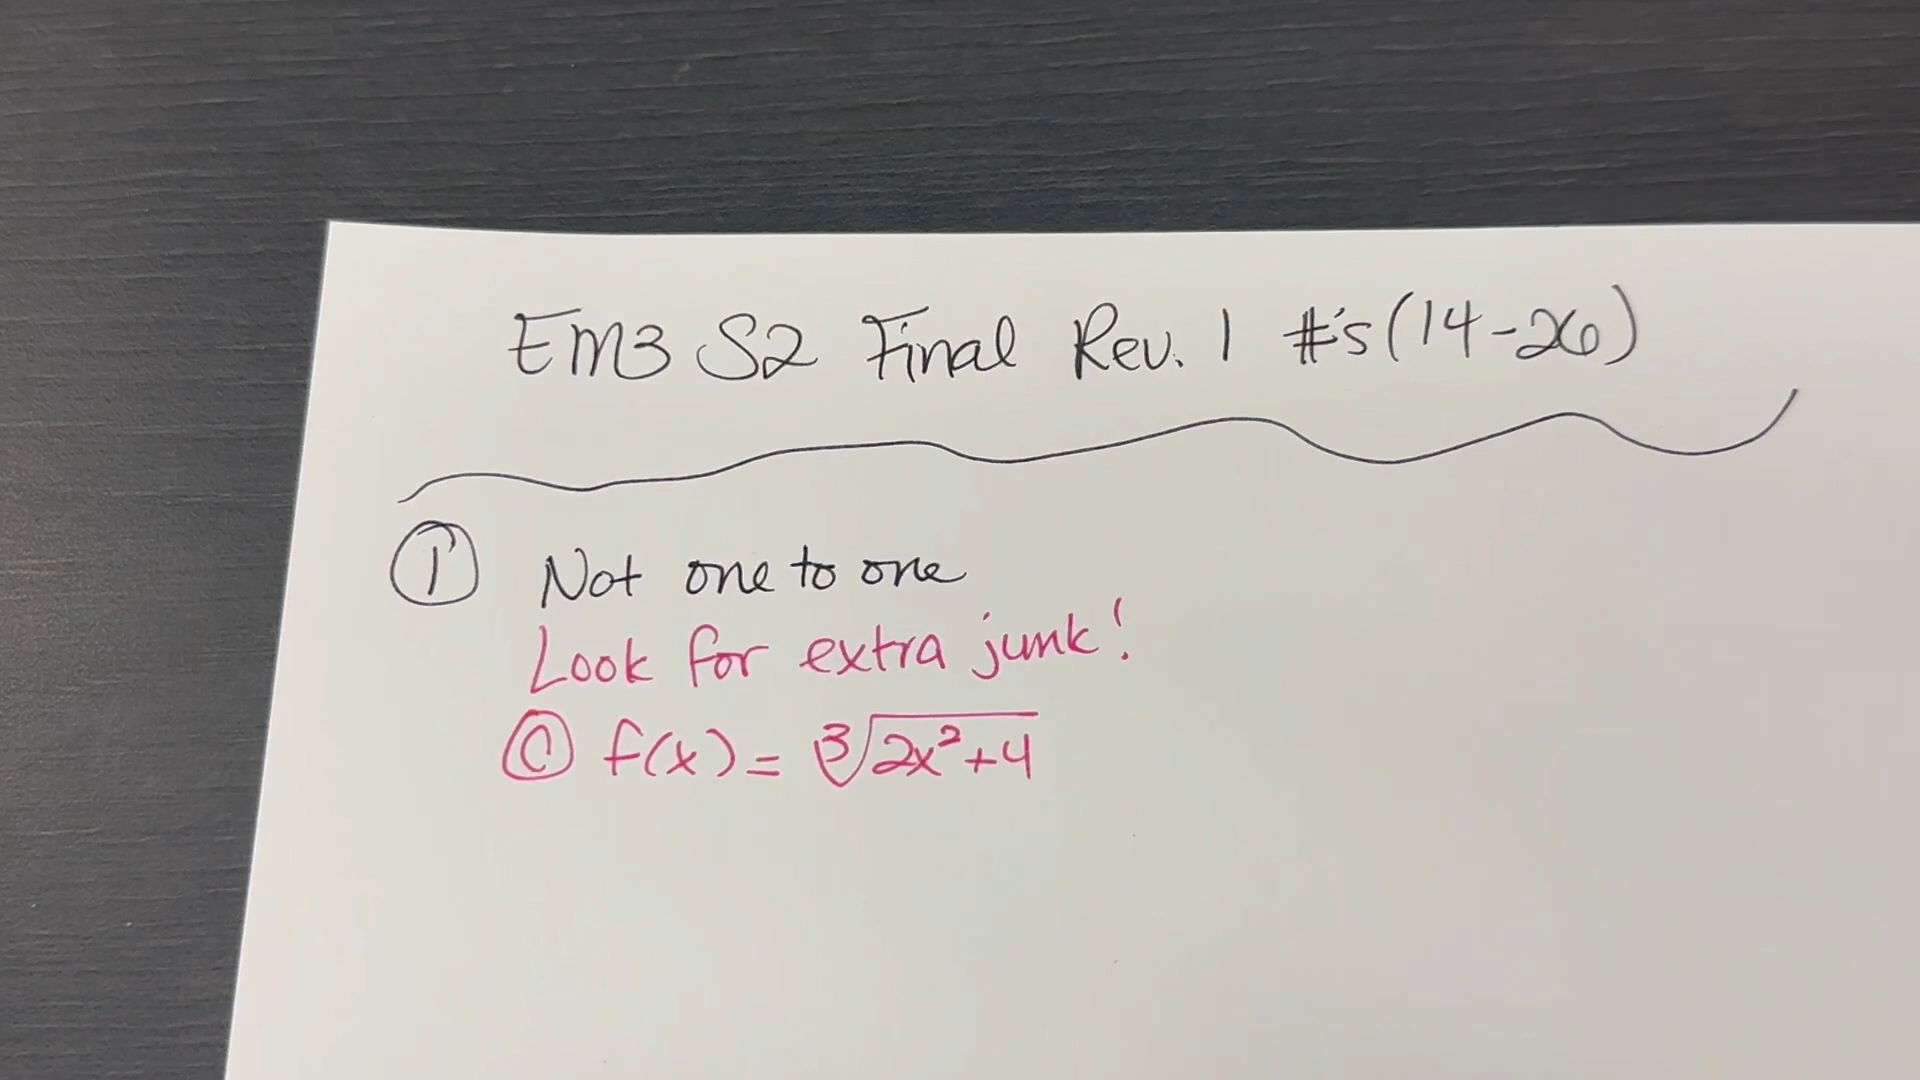 EM3 S2 Final Rev. 1 #'s (14-26)
① Not one to one
Look for extra junk!
Ⓒ f(x) = ∛(2x²+4)